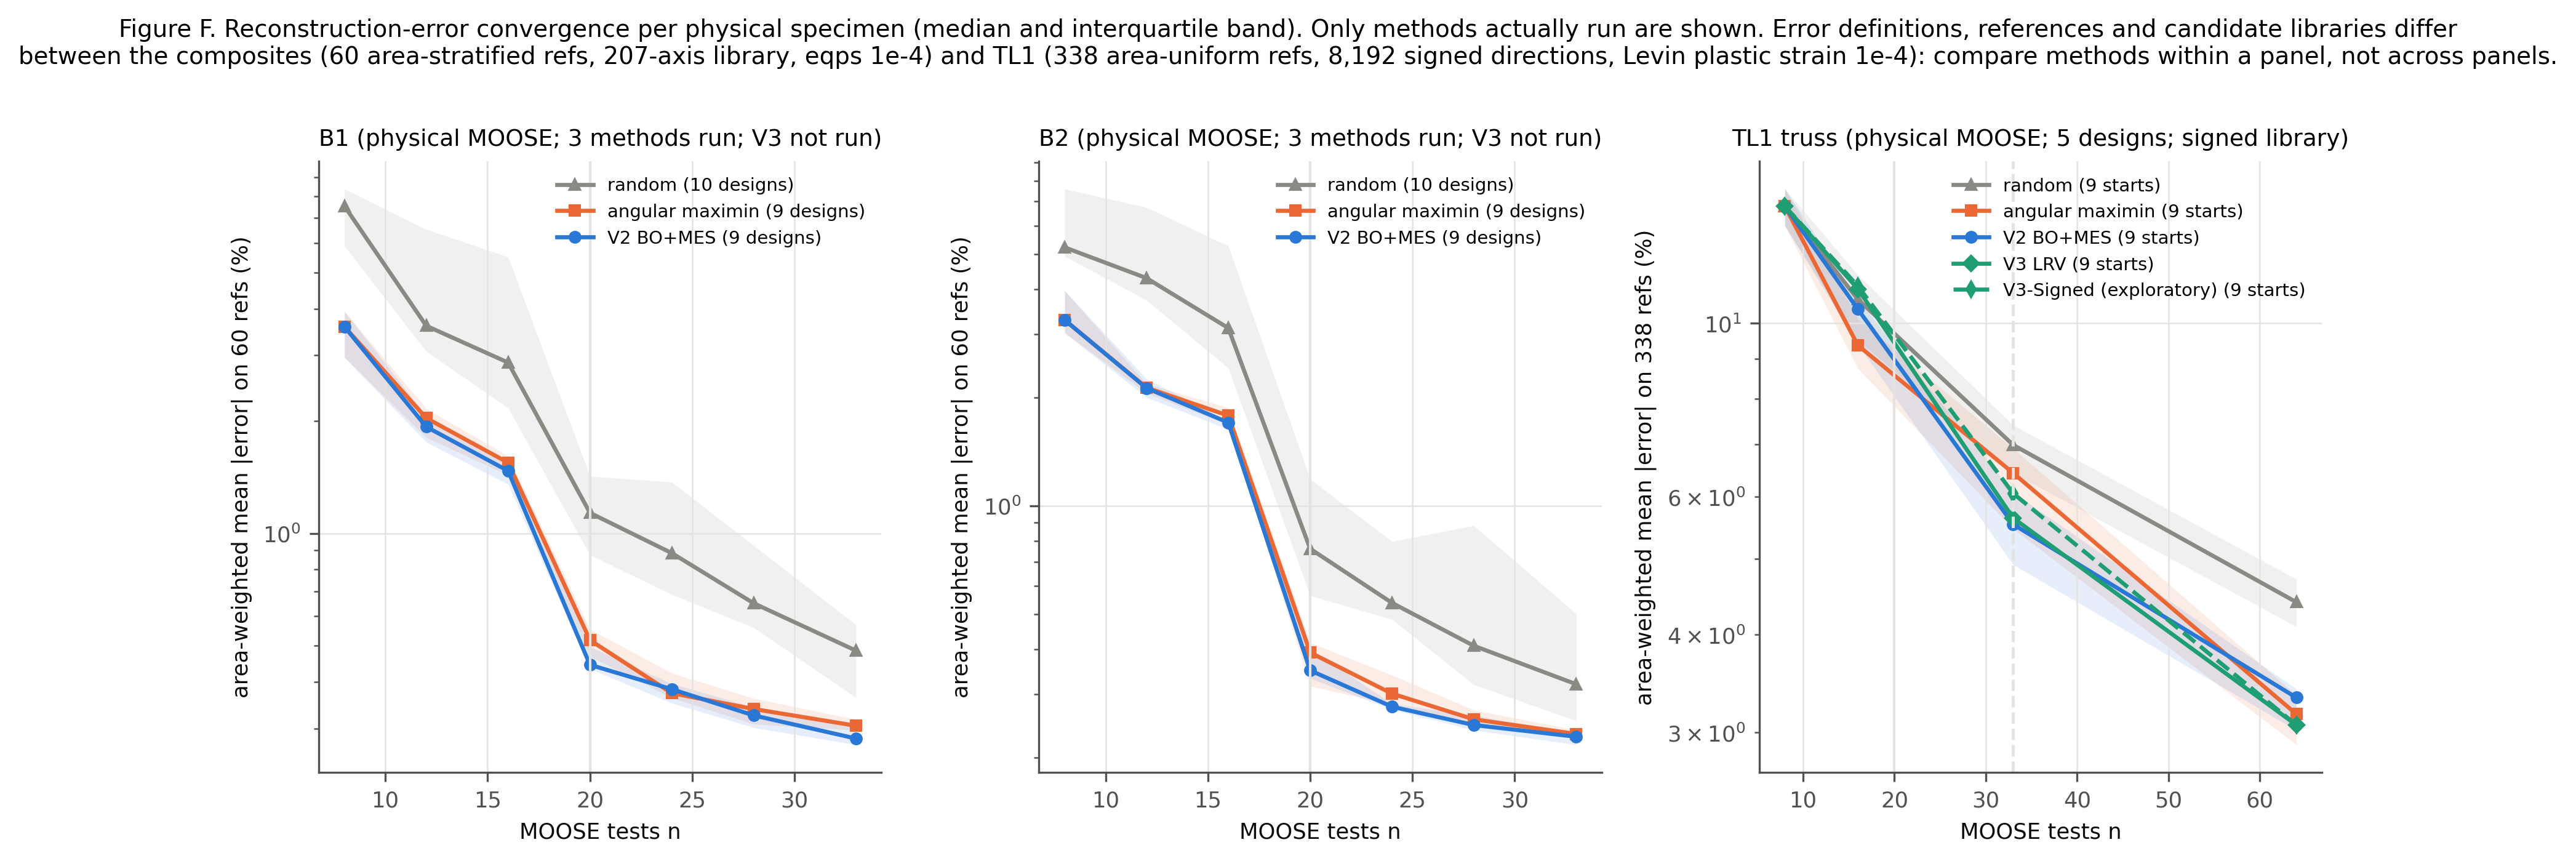 Figure F. Reconstruction-error convergence per physical specimen (median and interquartile band). Only methods actually run are shown. Error definitions, references and candidate libraries differ
between the composites (60 area-stratified refs, 207-axis library, eqps 1e-4) and TL1 (338 area-uniform refs, 8,192 signed directions, Levin plastic strain 1e-4): compare methods within a panel, not across panels.
B1 (physical MOOSE; 3 methods run; V3 not run)
area-weighted mean |error| on 60 refs (%)
10⁰
random (10 designs)
angular maximin (9 designs)
V2 BO+MES (9 designs)
10 15 20 25 30
MOOSE tests n
B2 (physical MOOSE; 3 methods run; V3 not run)
area-weighted mean |error| on 60 refs (%)
10⁰
random (10 designs)
angular maximin (9 designs)
V2 BO+MES (9 designs)
10 15 20 25 30
MOOSE tests n
TL1 truss (physical MOOSE; 5 designs; signed library)
area-weighted mean |error| on 338 refs (%)
10¹
6 × 10⁰
4 × 10⁰
3 × 10⁰
random (9 starts)
angular maximin (9 starts)
V2 BO+MES (9 starts)
V3 LRV (9 starts)
V3-Signed (exploratory) (9 starts)
10 20 30 40 50 60
MOOSE tests n